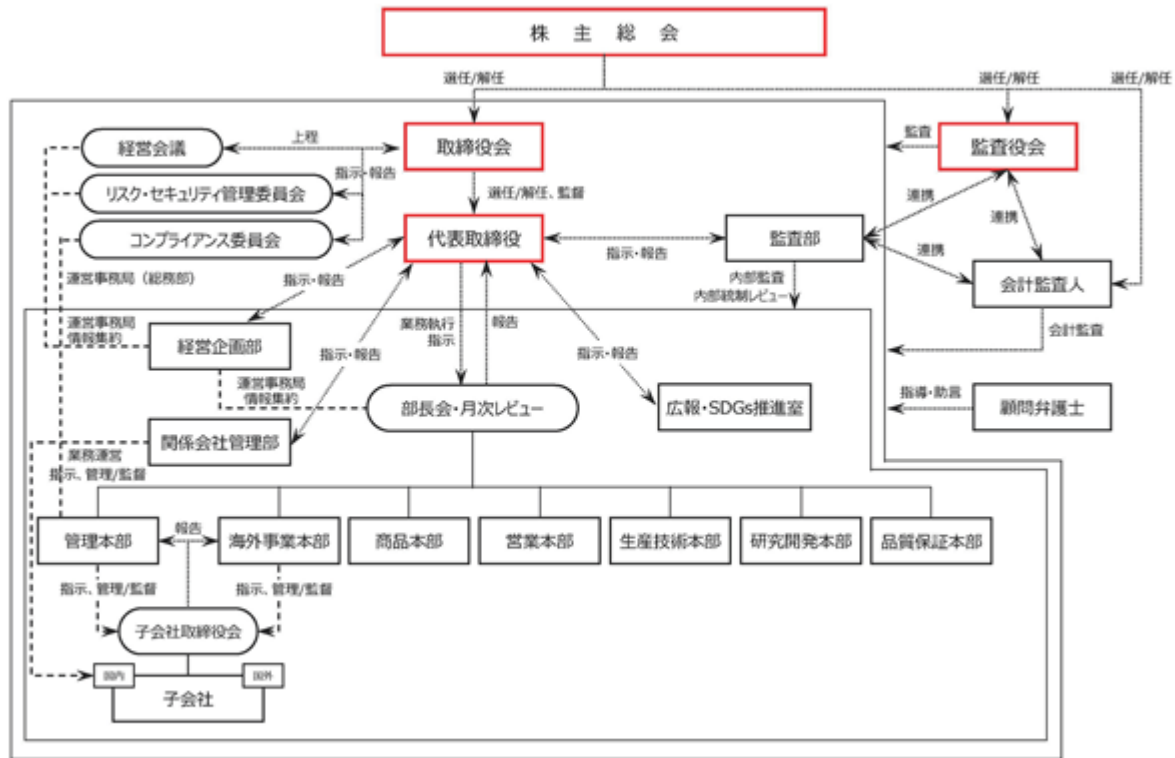 株主総会
選任/解任
選任/解任
選任/解任
経営会議
上程
取締役会
監査
監査役会
指示・報告
リスク・セキュリティ管理委員会
選任/解任、監督
連携
連携
コンプライアンス委員会
代表取締役
監査部
指示・報告
連携
運営事務局（総務部）
指示・報告
内部監査
内部統制レビュー
会計監査人
運営事務局
情報集約
経営企画部
業務執行
指示
報告
会計監査
指示・報告
指示・報告
運営事務局
情報集約
部長会・月次レビュー
広報・SDGs推進室
指導・助言
顧問弁護士
関係会社管理部
業務運営
指示、管理/監督
管理本部
報告
海外事業本部
商品本部
営業本部
生産技術本部
研究開発本部
品質保証本部
指示、管理/監督
指示、管理/監督
子会社取締役会
国内
国外
子会社